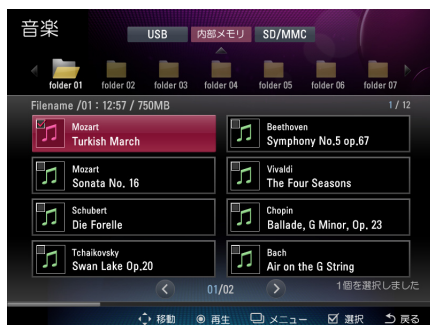 音楽
USB 内部メモリ SD/MMC
folder 01 folder 02 folder 03 folder 04 folder 05 folder 06 folder 07
Filename /01 : 12:57 / 750MB 1 / 12
Mozart
Turkish March
Beethoven
Symphony No.5 op.67
Mozart
Sonata No. 16
Vivaldi
The Four Seasons
Schubert
Die Forelle
Chopin
Ballade, G Minor, Op. 23
Tchaikovsky
Swan Lake Op.20
Bach
Air on the G String
01/02 1個を選択しました
移動 再生 メニュー 選択 戻る